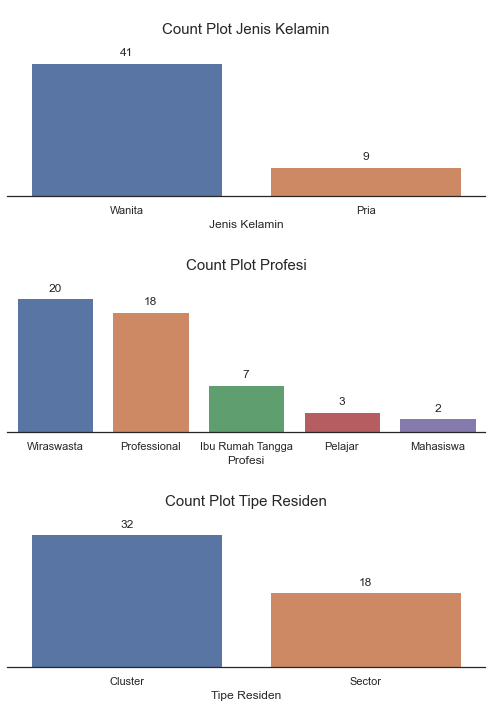 Count Plot Jenis Kelamin
41
9
Wanita
Pria
Jenis Kelamin
Count Plot Profesi
20
18
7
3
2
Wiraswasta
Professional
Ibu Rumah Tangga
Pelajar
Mahasiswa
Profesi
Count Plot Tipe Residen
32
18
Cluster
Sector
Tipe Residen